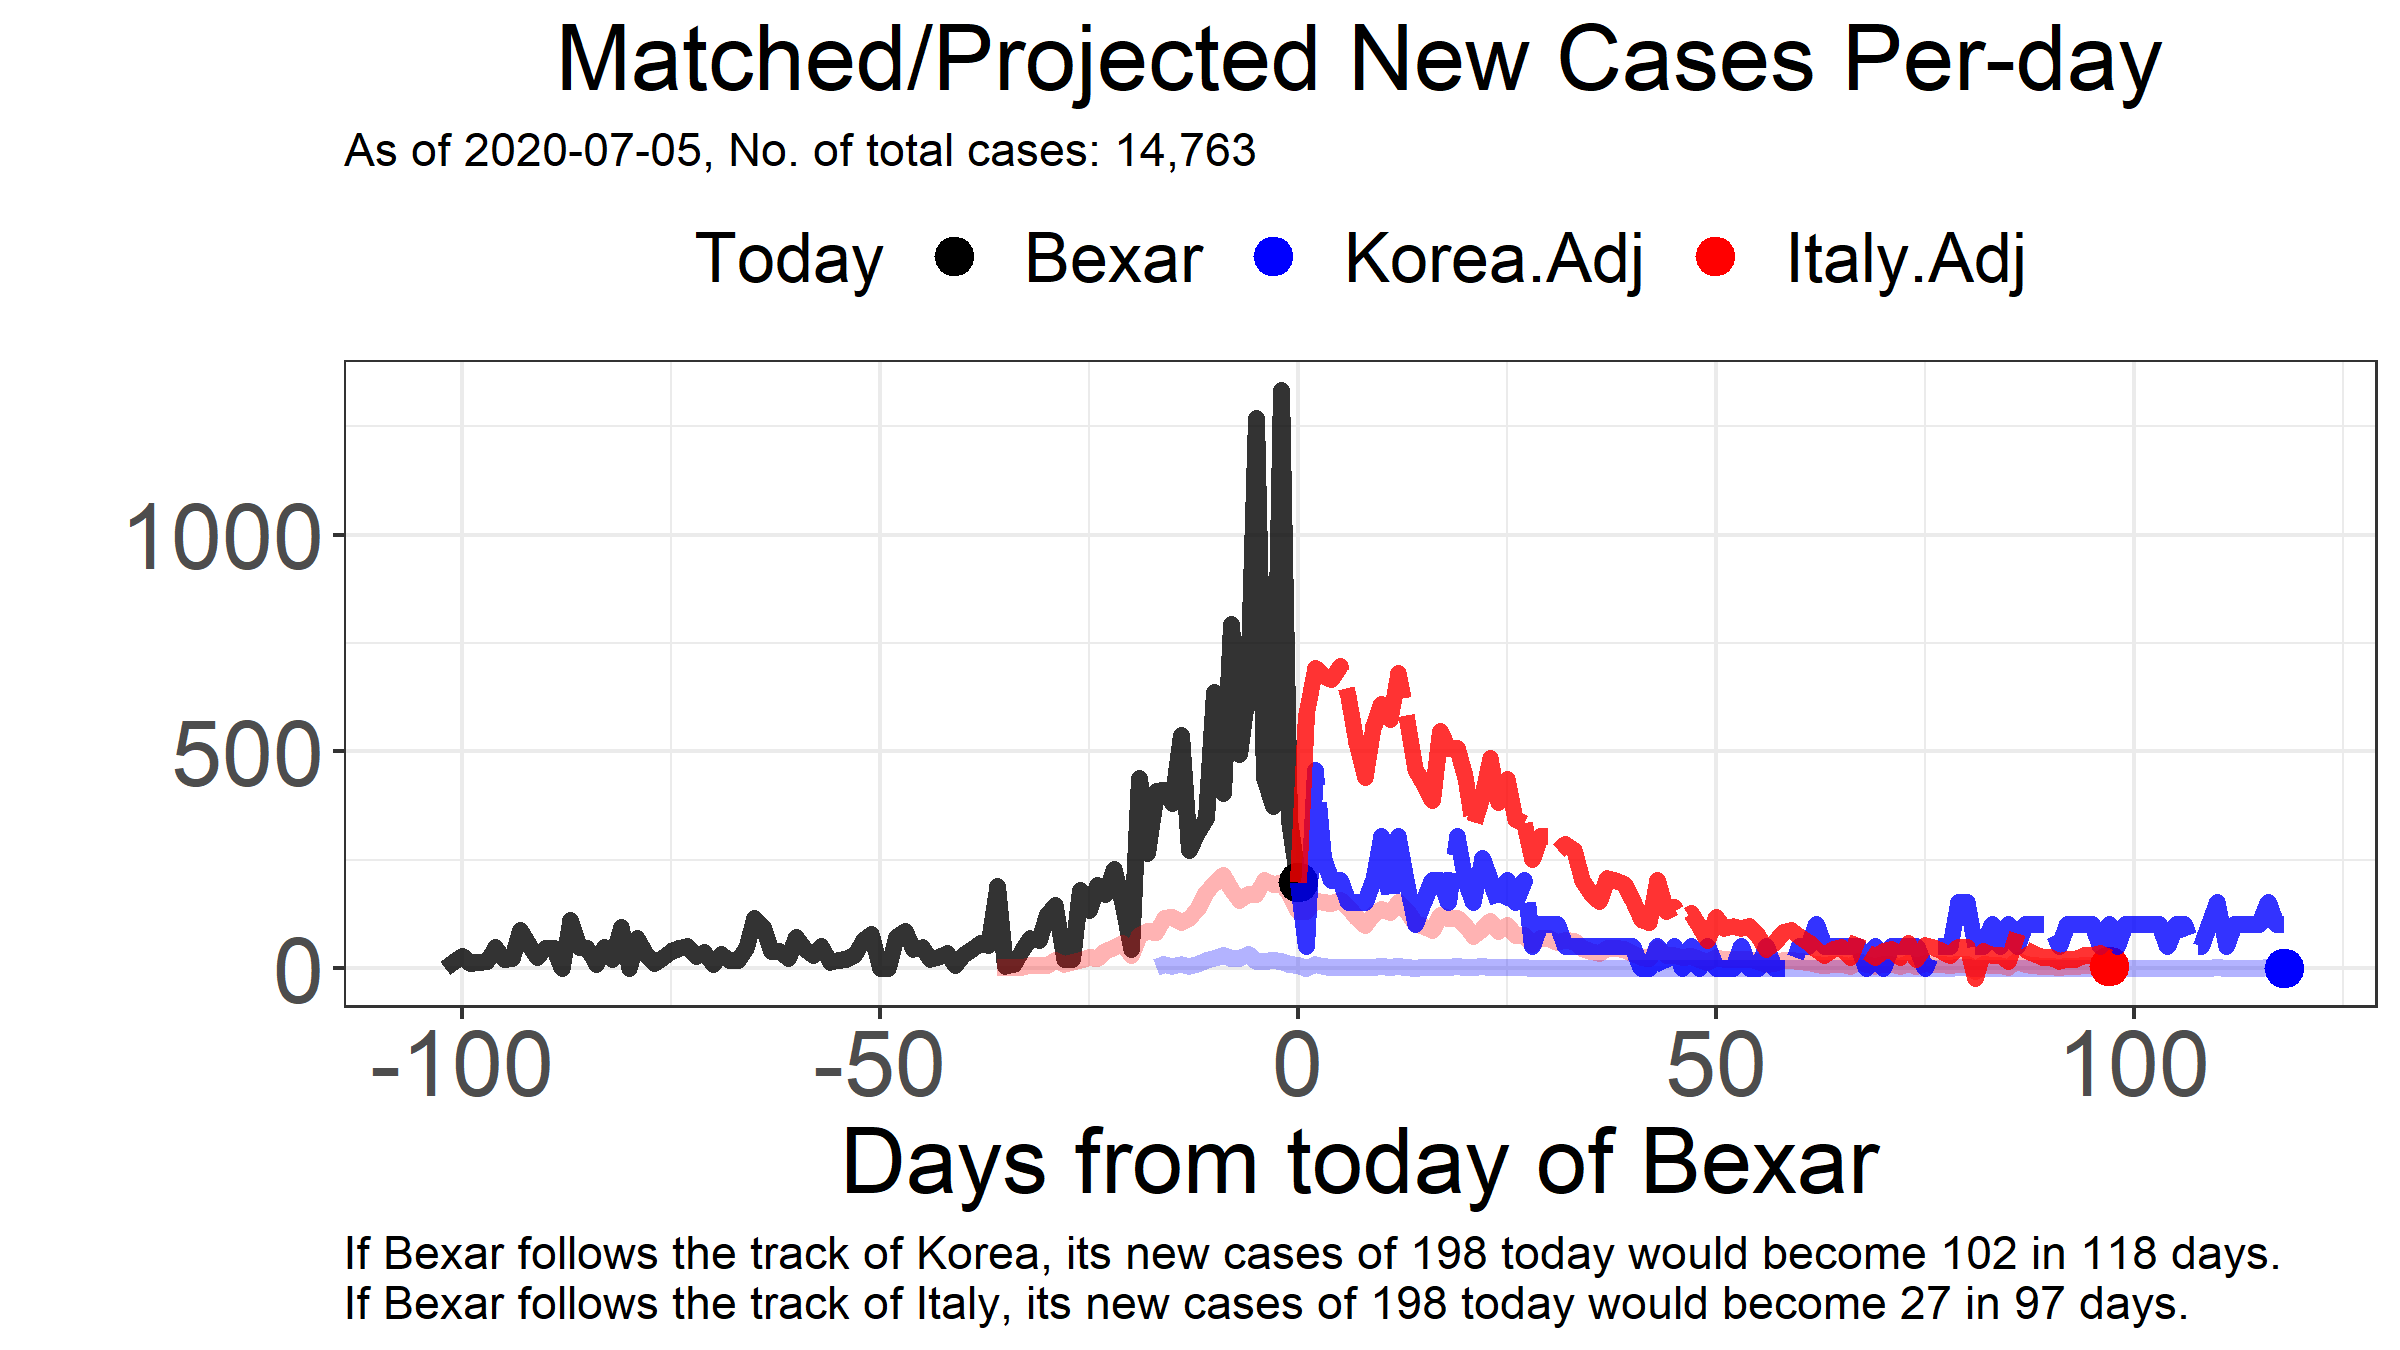 Matched/Projected New Cases Per-day
As of 2020-07-05, No. of total cases: 14,763
Today Bexar Korea.Adj Italy.Adj
1000
500
0
-100 -50 0 50 100
Days from today of Bexar
If Bexar follows the track of Korea, its new cases of 198 today would become 102 in 118 days.
If Bexar follows the track of Italy, its new cases of 198 today would become 27 in 97 days.